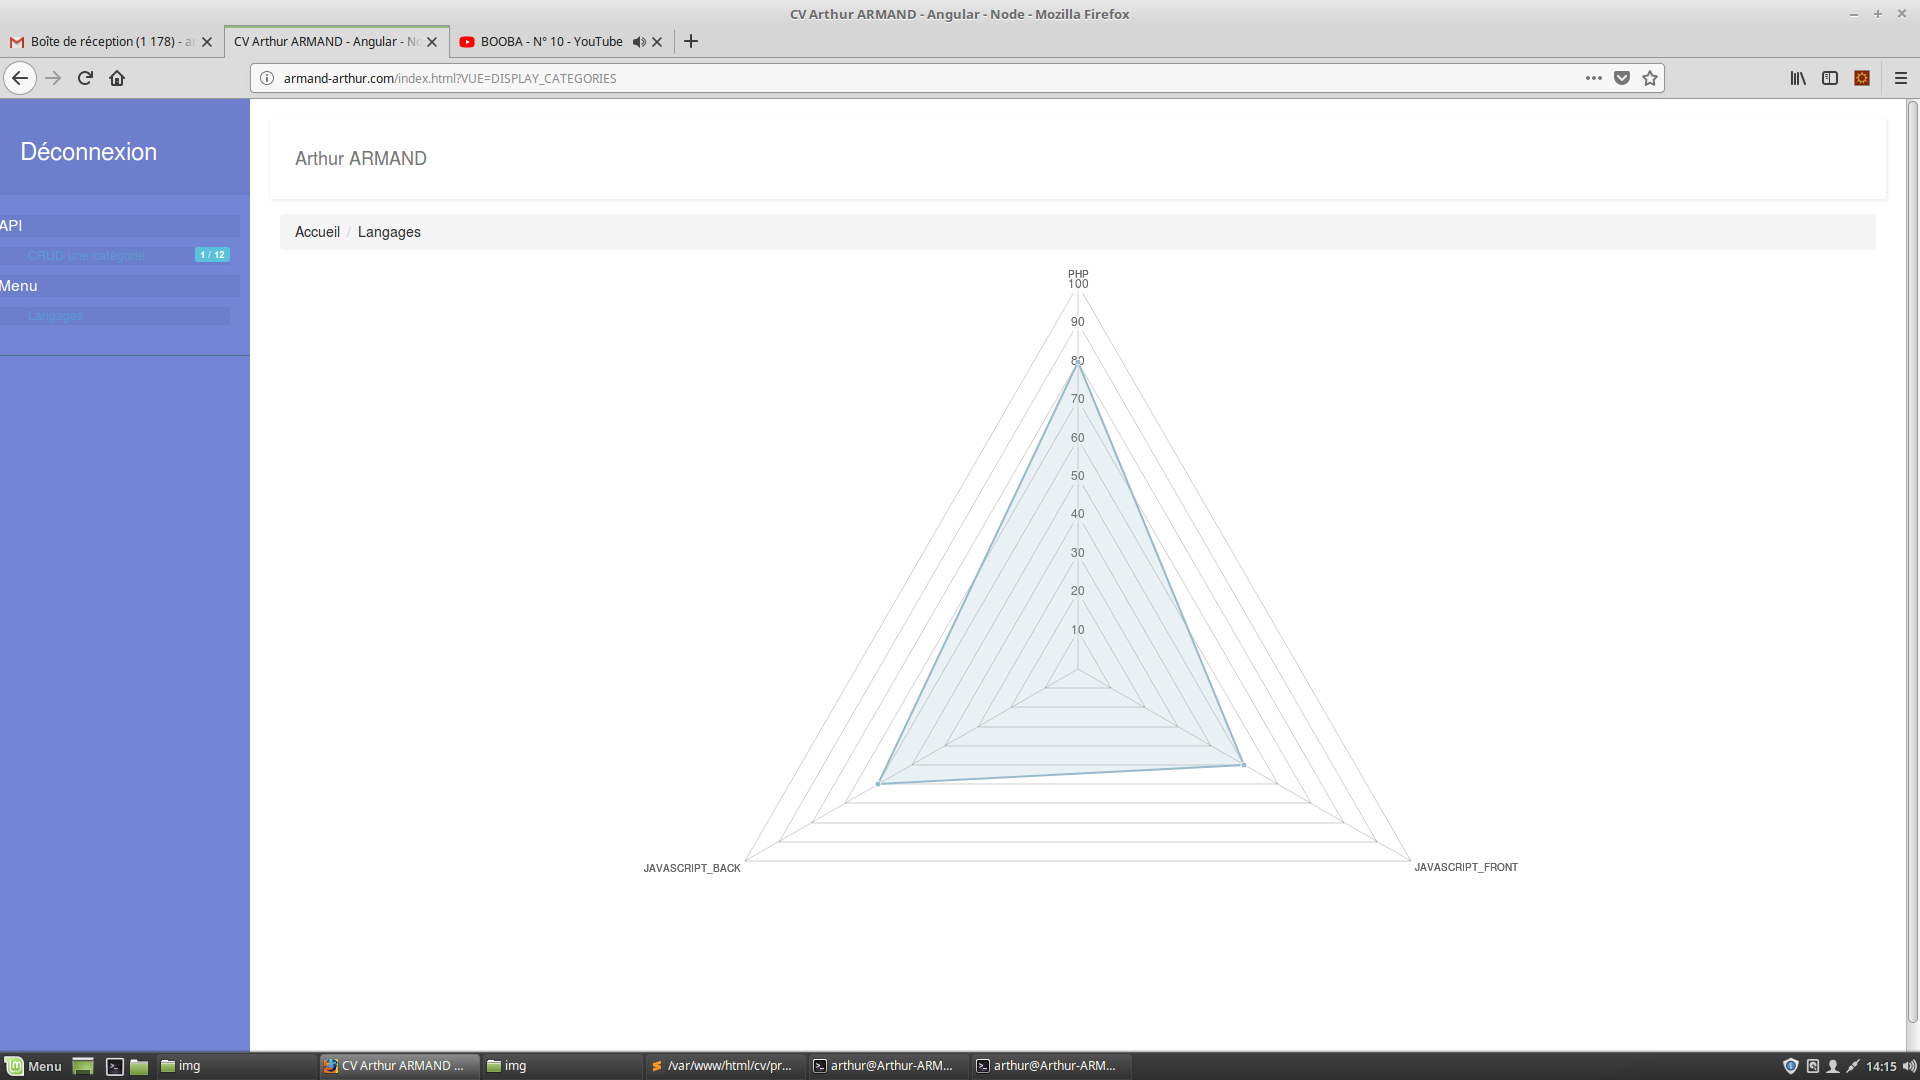 CV Arthur ARMAND - Angular - Node - Mozilla Firefox
Boîte de réception (1 178) - a
CV Arthur ARMAND - Angular - No
BOOBA - N° 10 - YouTube
armand-arthur.com/index.html?VUE=DISPLAY_CATEGORIES
Déconnexion
Arthur ARMAND
API
Accueil / Langages
CRUD une catégorie 1 / 12
Menu
Langages
PHP
100
90
80
70
60
50
40
30
20
10
JAVASCRIPT_BACK
JAVASCRIPT_FRONT
Menu
img
CV Arthur ARMAND ...
img
/var/www/html/cv/pr...
arthur@Arthur-ARM...
arthur@Arthur-ARM...
14:15